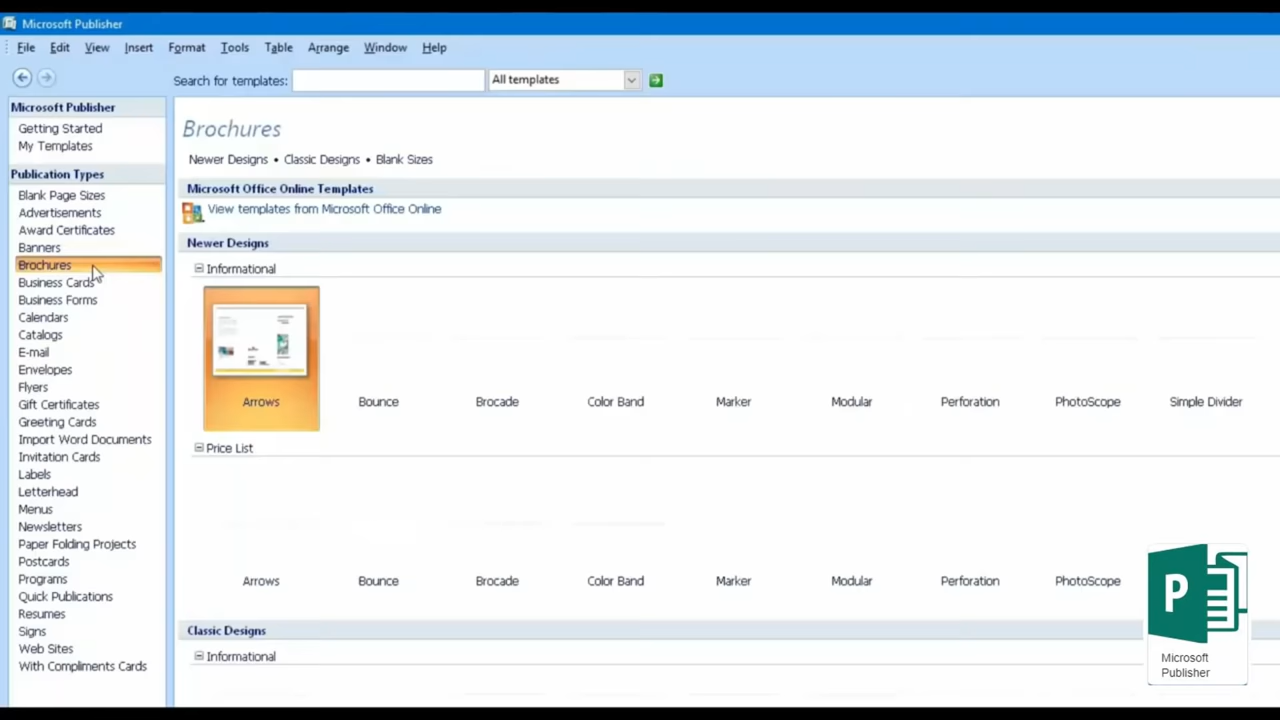 Microsoft Publisher
File Edit View Insert Format Tools Table Arrange Window Help
Search for templates: All templates
Microsoft Publisher
Getting Started
My Templates
Publication Types
Blank Page Sizes
Advertisements
Award Certificates
Banners
Brochures
Business Cards
Business Forms
Calendars
Catalogs
E-mail
Envelopes
Flyers
Gift Certificates
Greeting Cards
Import Word Documents
Invitation Cards
Labels
Letterhead
Menus
Newsletters
Paper Folding Projects
Postcards
Programs
Quick Publications
Resumes
Signs
Web Sites
With Compliments Cards
Brochures
Newer Designs • Classic Designs • Blank Sizes
Microsoft Office Online Templates
View templates from Microsoft Office Online
Newer Designs
Informational
Arrows Bounce Brocade Color Band Marker Modular Perforation PhotoScope Simple Divider
Price List
Arrows Bounce Brocade Color Band Marker Modular Perforation PhotoScope
Classic Designs
Informational
P
Microsoft
Publisher